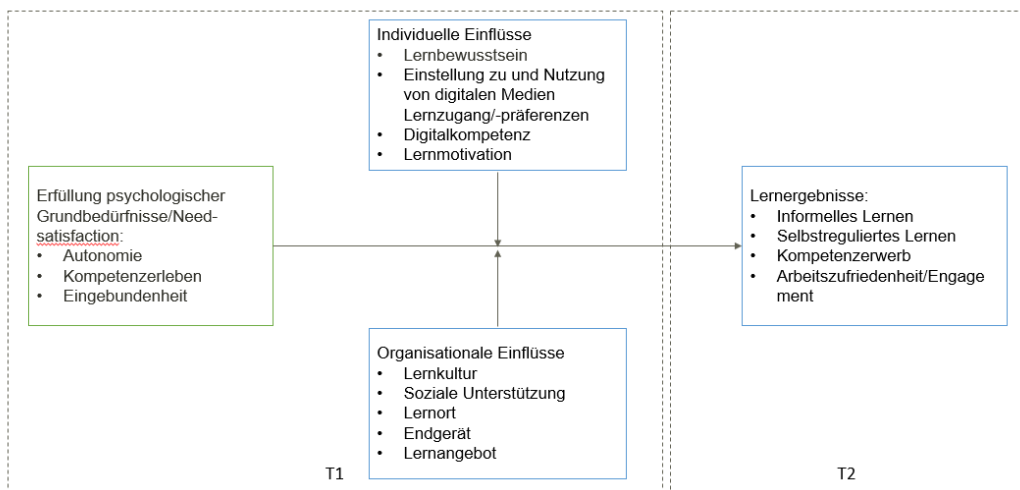 Individuelle Einflüsse
• Lernbewusstsein
• Einstellung zu und Nutzung
von digitalen Medien
Lernzugang/-präferenzen
• Digitalkompetenz
• Lernmotivation
Erfüllung psychologischer
Grundbedürfnisse/Need-
satisfaction:
• Autonomie
• Kompetenzerleben
• Eingebundenheit
Organisationale Einflüsse
• Lernkultur
• Soziale Unterstützung
• Lernort
• Endgerät
• Lernangebot
T1
Lernergebnisse:
• Informelles Lernen
• Selbstreguliertes Lernen
• Kompetenzerwerb
• Arbeitszufriedenheit/Engage
ment
T2